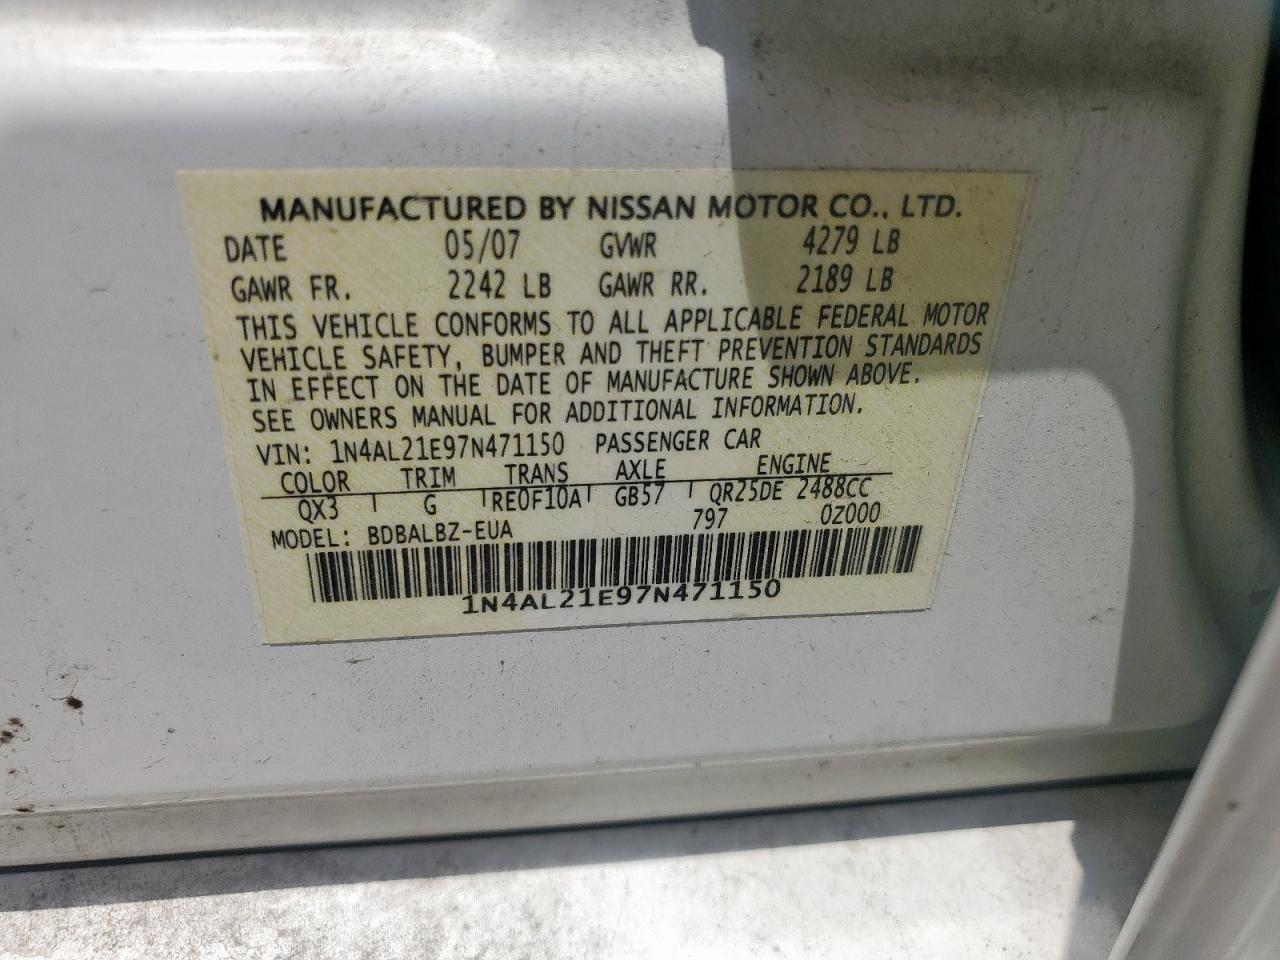 MANUFACTURED BY NISSAN MOTOR CO., LTD.
DATE 05/07 GVWR 4279 LB
GAWR FR. 2242 LB GAWR RR. 2189 LB
THIS VEHICLE CONFORMS TO ALL APPLICABLE FEDERAL MOTOR
VEHICLE SAFETY, BUMPER AND THEFT PREVENTION STANDARDS
IN EFFECT ON THE DATE OF MANUFACTURE SHOWN ABOVE.
SEE OWNERS MANUAL FOR ADDITIONAL INFORMATION.
VIN: 1N4AL21E97N471150 PASSENGER CAR
COLOR TRIM TRANS AXLE ENGINE
QX3 G RE0F10A GB57 QR25DE 2488CC
MODEL: BDBALBZ-EUA 797 0Z000
1N4AL21E97N471150